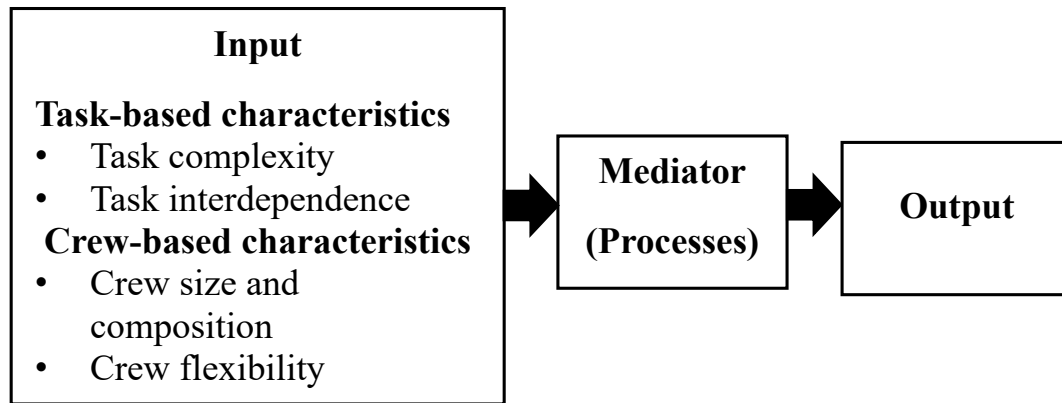 Input
Task-based characteristics
• Task complexity
• Task interdependence
Crew-based characteristics
• Crew size and
composition
• Crew flexibility
Mediator
(Processes)
Output